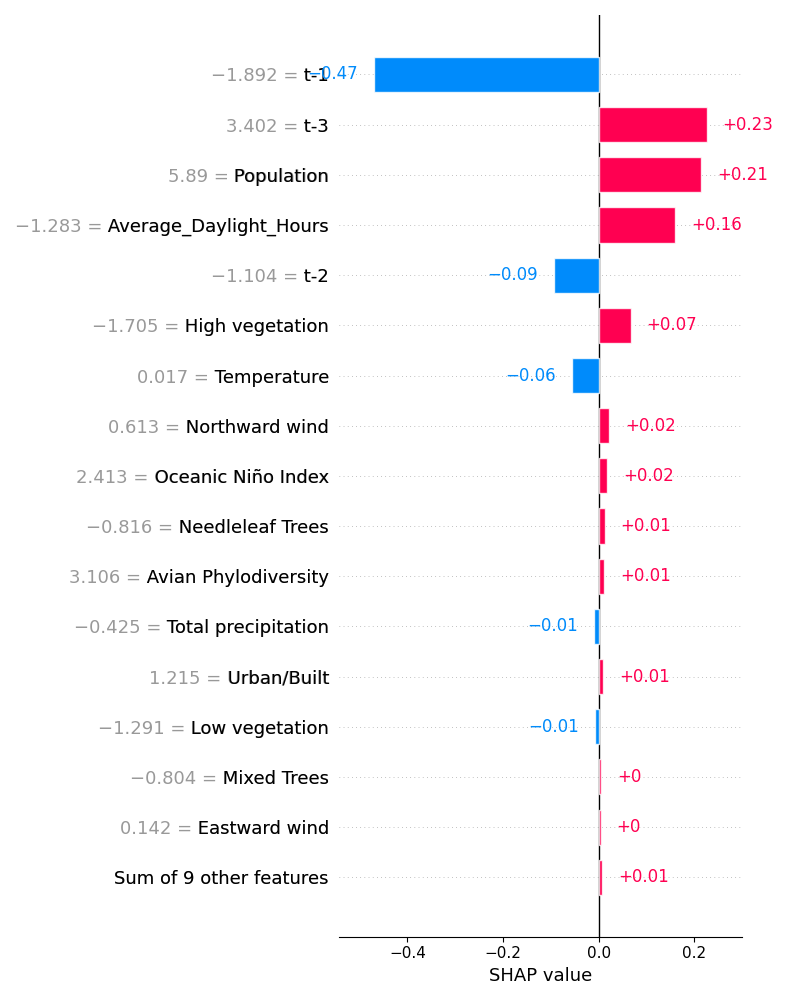 −1.892 = t-1 −0.47
3.402 = t-3 +0.23
5.89 = Population +0.21
−1.283 = Average_Daylight_Hours +0.16
−1.104 = t-2 −0.09
−1.705 = High vegetation +0.07
0.017 = Temperature −0.06
0.613 = Northward wind +0.02
2.413 = Oceanic Niño Index +0.02
−0.816 = Needleleaf Trees +0.01
3.106 = Avian Phylodiversity +0.01
−0.425 = Total precipitation −0.01
1.215 = Urban/Built +0.01
−1.291 = Low vegetation −0.01
−0.804 = Mixed Trees +0
0.142 = Eastward wind +0
Sum of 9 other features +0.01
−0.4 −0.2 0.0 0.2
SHAP value